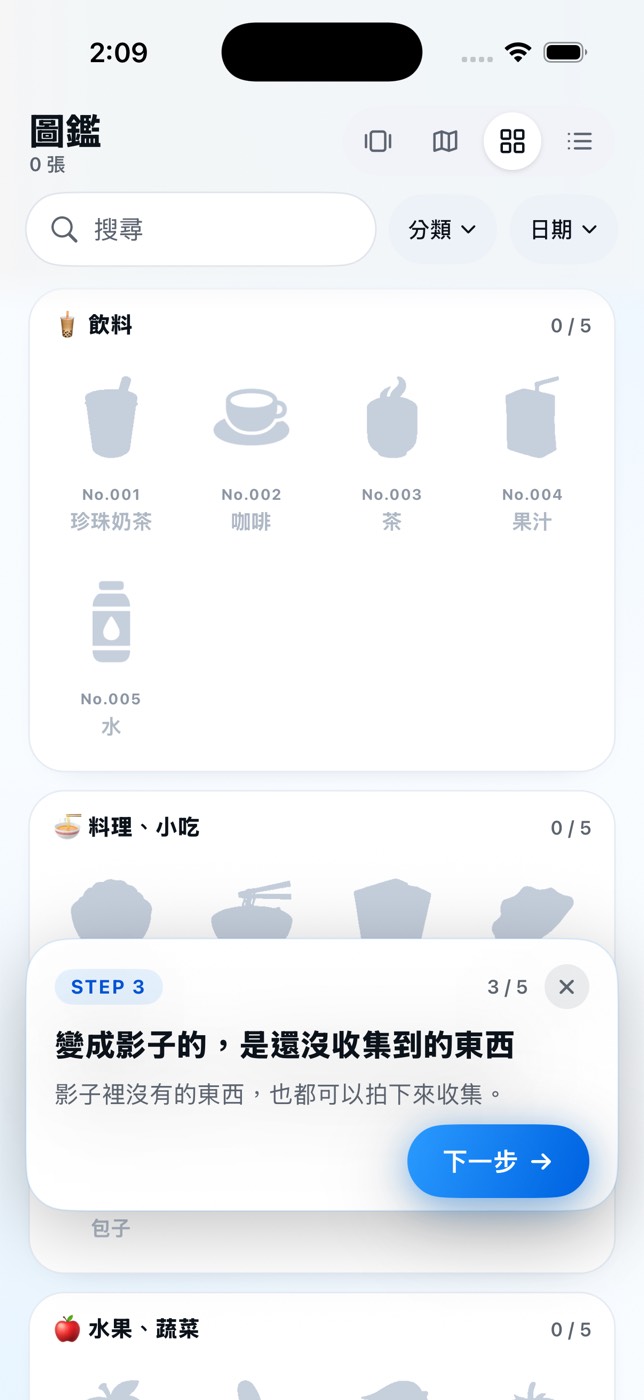 2:09
圖鑑
0 張
搜尋
分類
日期
飲料
0 / 5
No.001
No.002
No.003
No.004
珍珠奶茶
咖啡
茶
果汁
No.005
水
料理、小吃
0 / 5
STEP 3
3 / 5
變成影子的，是還沒收集到的東西
影子裡沒有的東西，也都可以拍下來收集。
下一步 →
包子
水果、蔬菜
0 / 5